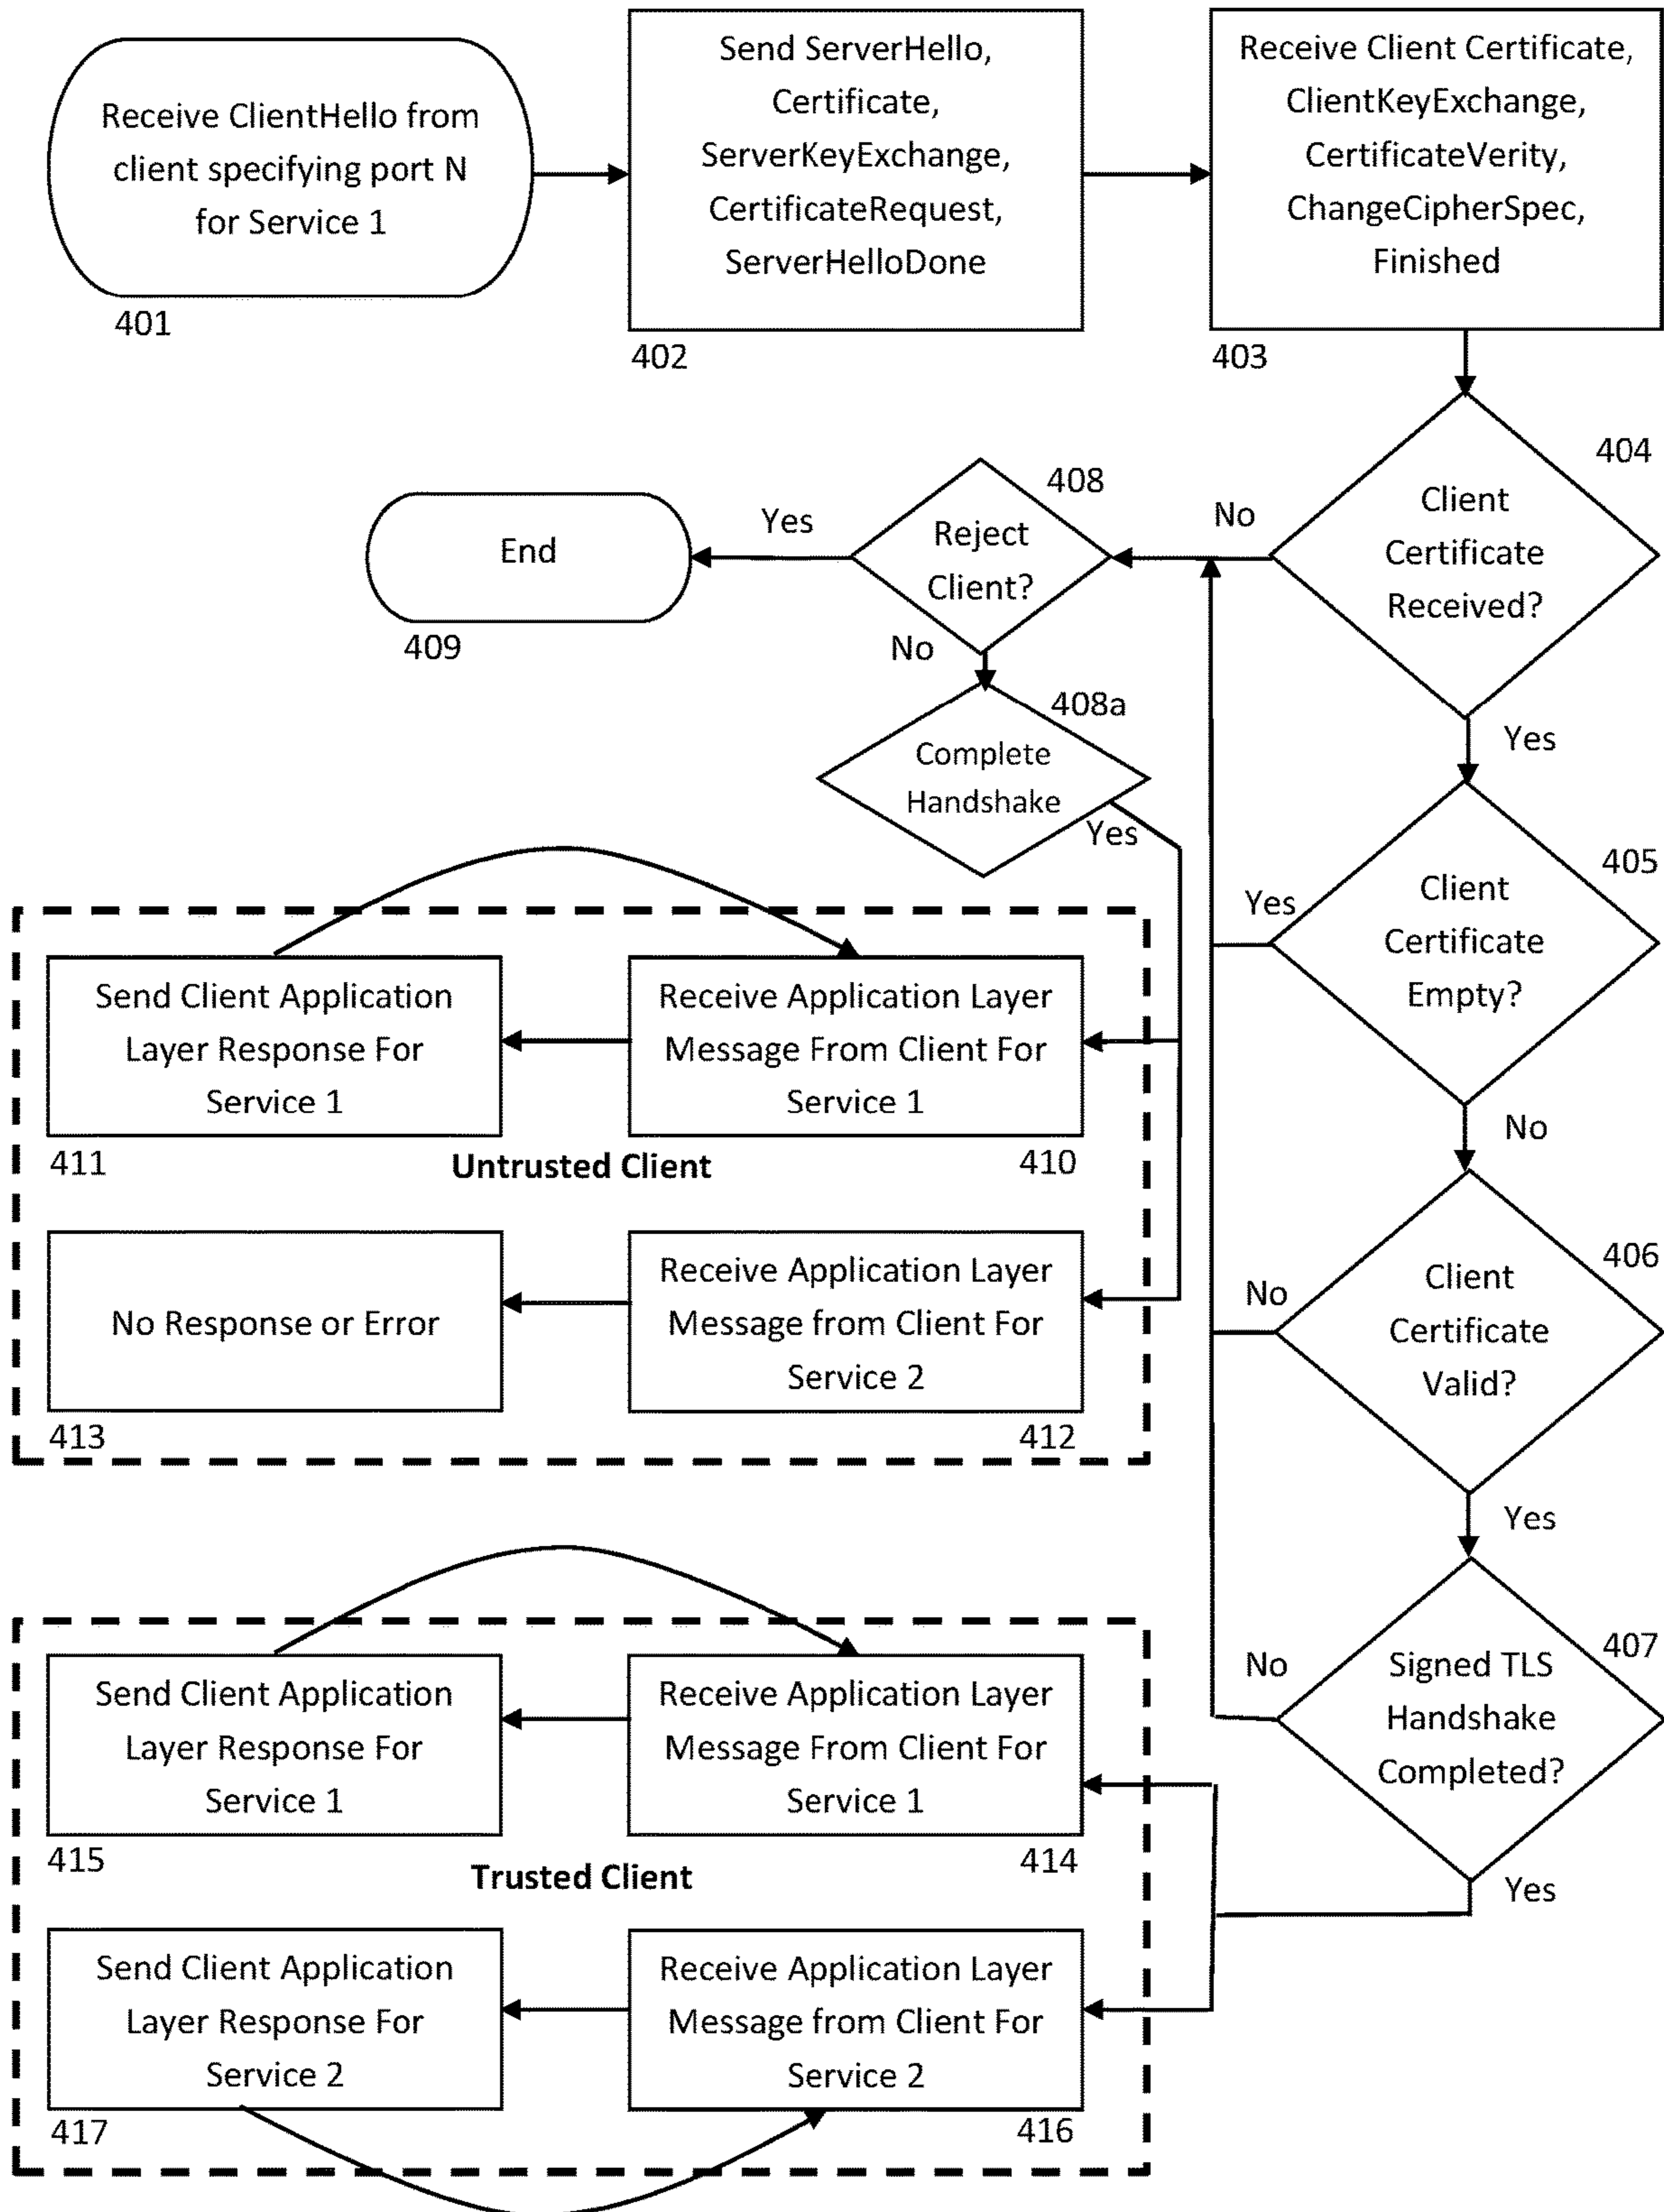 Receive ClientHello from
client specifying port N
for Service 1
401
Send ServerHello,
Certificate,
ServerKeyExchange,
CertificateRequest,
ServerHelloDone
402
Receive Client Certificate,
ClientKeyExchange,
CertificateVerity,
ChangeCipherSpec,
Finished
403
404
Client
Certificate
Received?
No
Yes
408
Reject
Client?
Yes
No
End
409
408a
Complete
Handshake
Yes
405
Client
Certificate
Empty?
Yes
No
406
Client
Certificate
Valid?
No
Yes
407
Signed TLS
Handshake
Completed?
No
Yes
Send Client Application
Layer Response For
Service 1
411
Receive Application Layer
Message From Client For
Service 1
410
Untrusted Client
No Response or Error
413
Receive Application Layer
Message from Client For
Service 2
412
Send Client Application
Layer Response For
Service 1
415
Receive Application Layer
Message From Client For
Service 1
414
Trusted Client
Send Client Application
Layer Response For
Service 2
417
Receive Application Layer
Message from Client For
Service 2
416